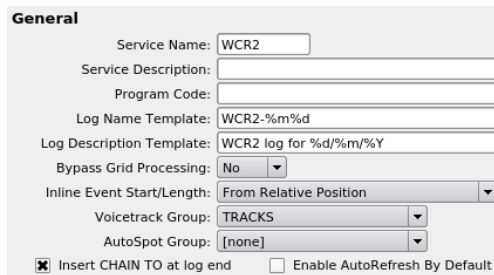 General
Service Name: WCR2
Service Description:
Program Code:
Log Name Template: WCR2-%m%d
Log Description Template: WCR2 log for %d/%m/%Y
Bypass Grid Processing: No
Inline Event Start/Length: From Relative Position
Voicetrack Group: TRACKS
AutoSpot Group: [none]
Insert CHAIN TO at log end Enable AutoRefresh By Default